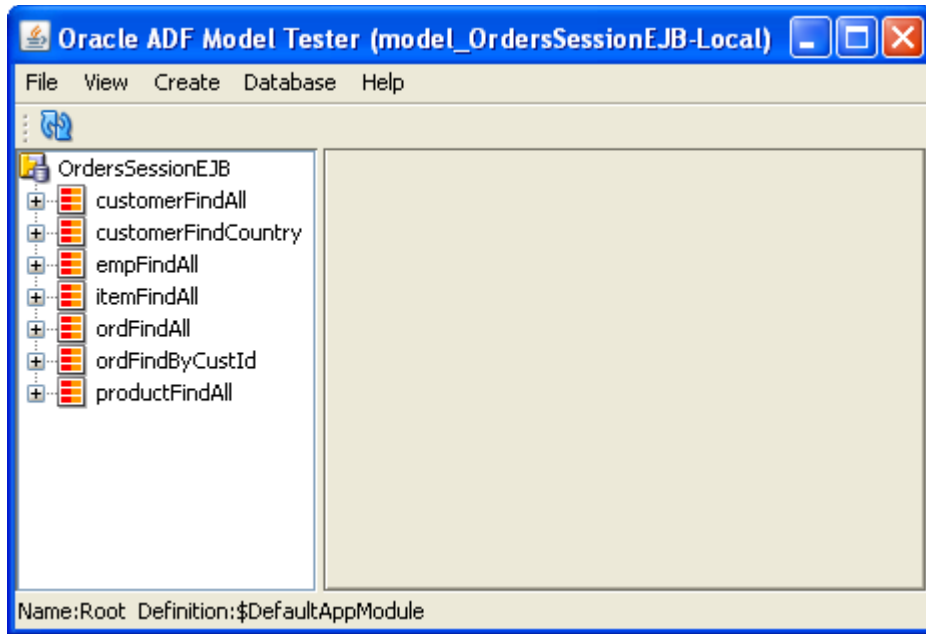 Oracle ADF Model Tester (model_OrdersSessionEJB-Local)
File View Create Database Help
OrdersSessionEJB
customerFindAll
customerFindCountry
empFindAll
itemFindAll
ordFindAll
ordFindByCustId
productFindAll
Name:Root Definition:$DefaultAppModule